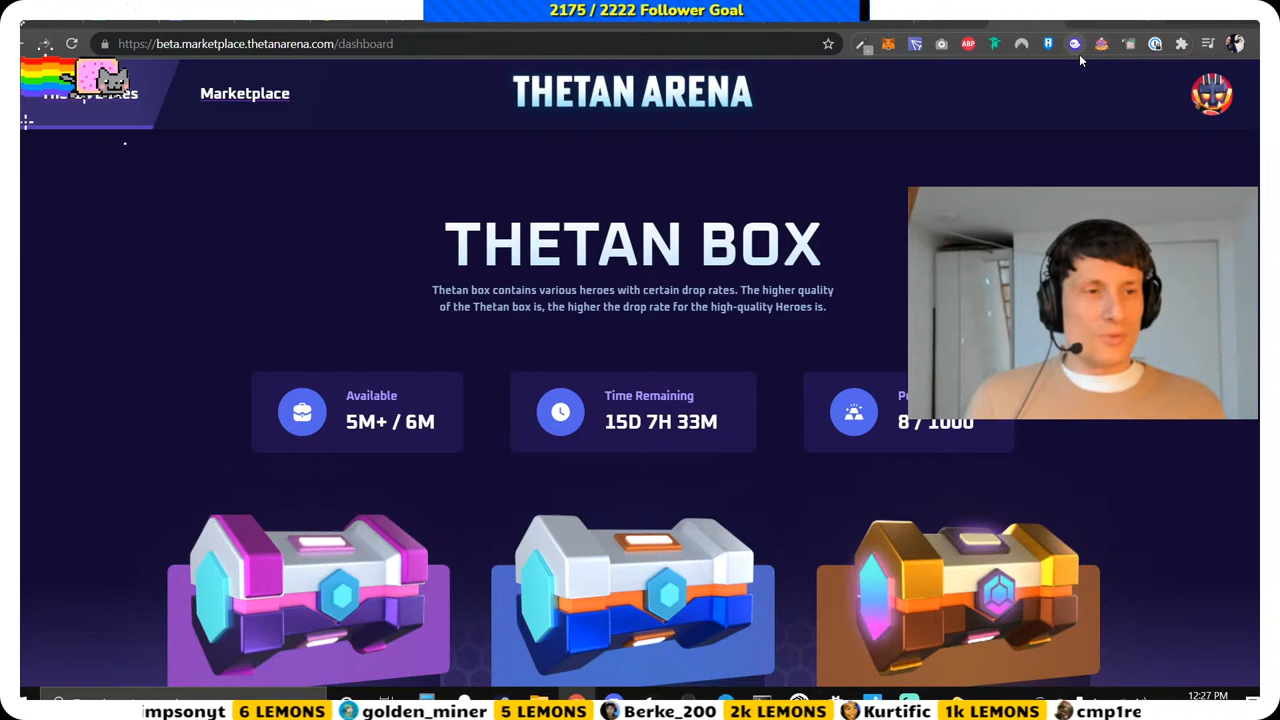 2175 / 2222 Follower Goal
https://beta.marketplace.thetanarena.com/dashboard
ABP
Marketplace
THETAN ARENA
THETAN BOX
Thetan box contains various heroes with certain drop rates. The higher quality
of the Thetan box is, the higher the drop rate for the high-quality Heroes is.
Available
5M+ / 6M
Time Remaining
15D 7H 33M
8 / 1000
12:27 PM
impsonyt 6 LEMONS golden_miner 5 LEMONS Berke_200 2k LEMONS Kurtific 1k LEMONS cmp1re